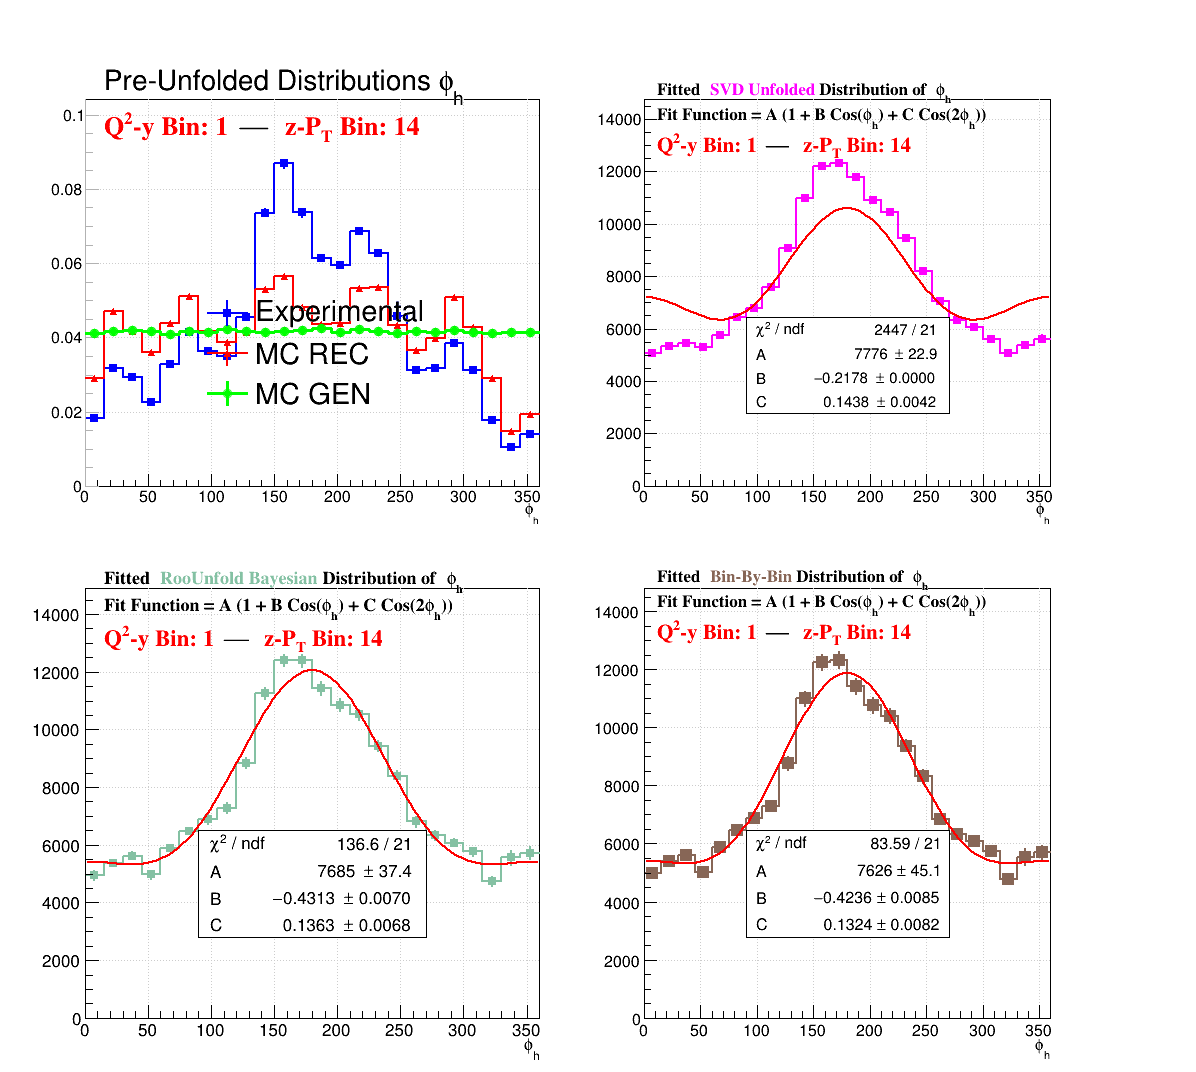 Pre-Unfolded Distributions ϕh
Q2-y Bin: 1 — z-PT Bin: 14
0.1
0.08
0.06
0.04
0.02
0
Experimental
MC REC
MC GEN
0 50 100 150 200 250 300 350
ϕh
Fitted SVD Unfolded Distribution of ϕh
Fit Function = A (1 + B Cos(ϕh) + C Cos(2ϕh))
Q2-y Bin: 1 — z-PT Bin: 14
14000
12000
10000
8000
6000
4000
2000
0
χ2 / ndf 2447 / 21
A 7776 ± 22.9
B −0.2178 ± 0.0000
C 0.1438 ± 0.0042
0 50 100 150 200 250 300 350
ϕh
Fitted RooUnfold Bayesian Distribution of ϕh
Fit Function = A (1 + B Cos(ϕh) + C Cos(2ϕh))
Q2-y Bin: 1 — z-PT Bin: 14
14000
12000
10000
8000
6000
4000
2000
0
χ2 / ndf 136.6 / 21
A 7685 ± 37.4
B −0.4313 ± 0.0070
C 0.1363 ± 0.0068
0 50 100 150 200 250 300 350
ϕh
Fitted Bin-By-Bin Distribution of ϕh
Fit Function = A (1 + B Cos(ϕh) + C Cos(2ϕh))
Q2-y Bin: 1 — z-PT Bin: 14
14000
12000
10000
8000
6000
4000
2000
0
χ2 / ndf 83.59 / 21
A 7626 ± 45.1
B −0.4236 ± 0.0085
C 0.1324 ± 0.0082
0 50 100 150 200 250 300 350
ϕh